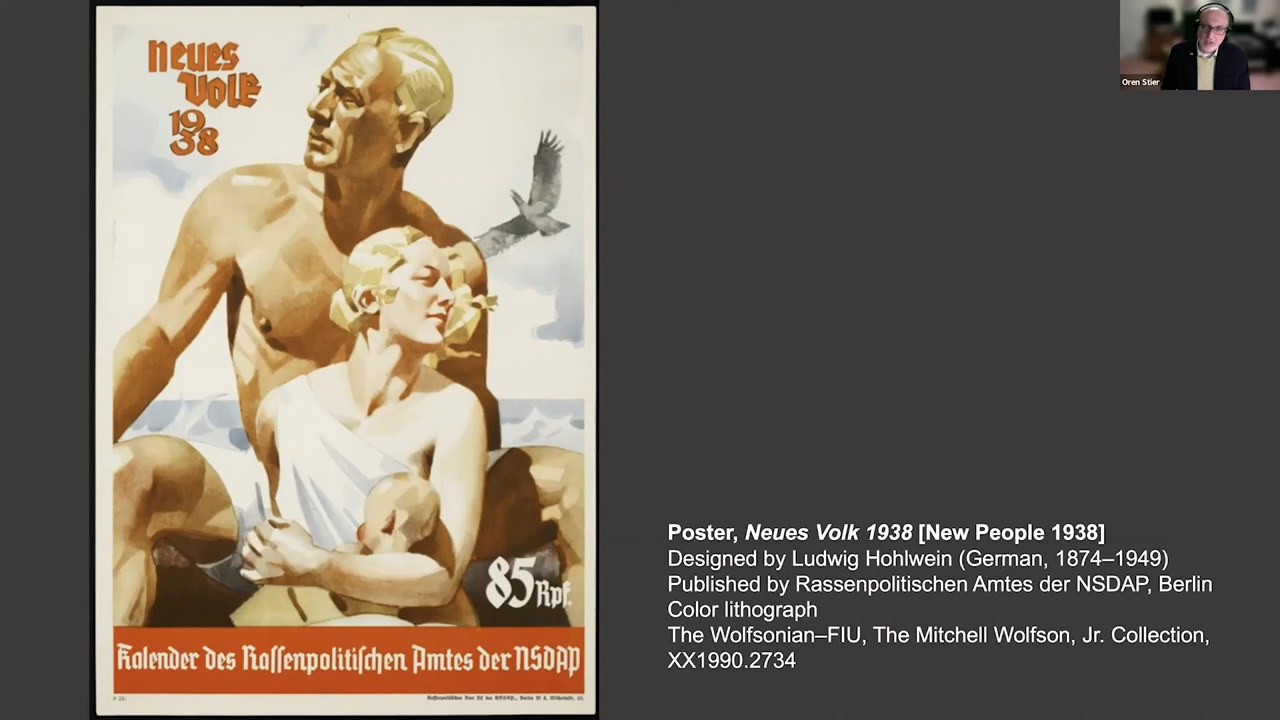 Neues
Volk
19
38
85 Rpf.
Kalender des Rassenpolitischen Amtes der NSDAP
Oren Stier
Poster, Neues Volk 1938 [New People 1938]
Designed by Ludwig Hohlwein (German, 1874–1949)
Published by Rassenpolitischen Amtes der NSDAP, Berlin
Color lithograph
The Wolfsonian–FIU, The Mitchell Wolfson, Jr. Collection,
XX1990.2734